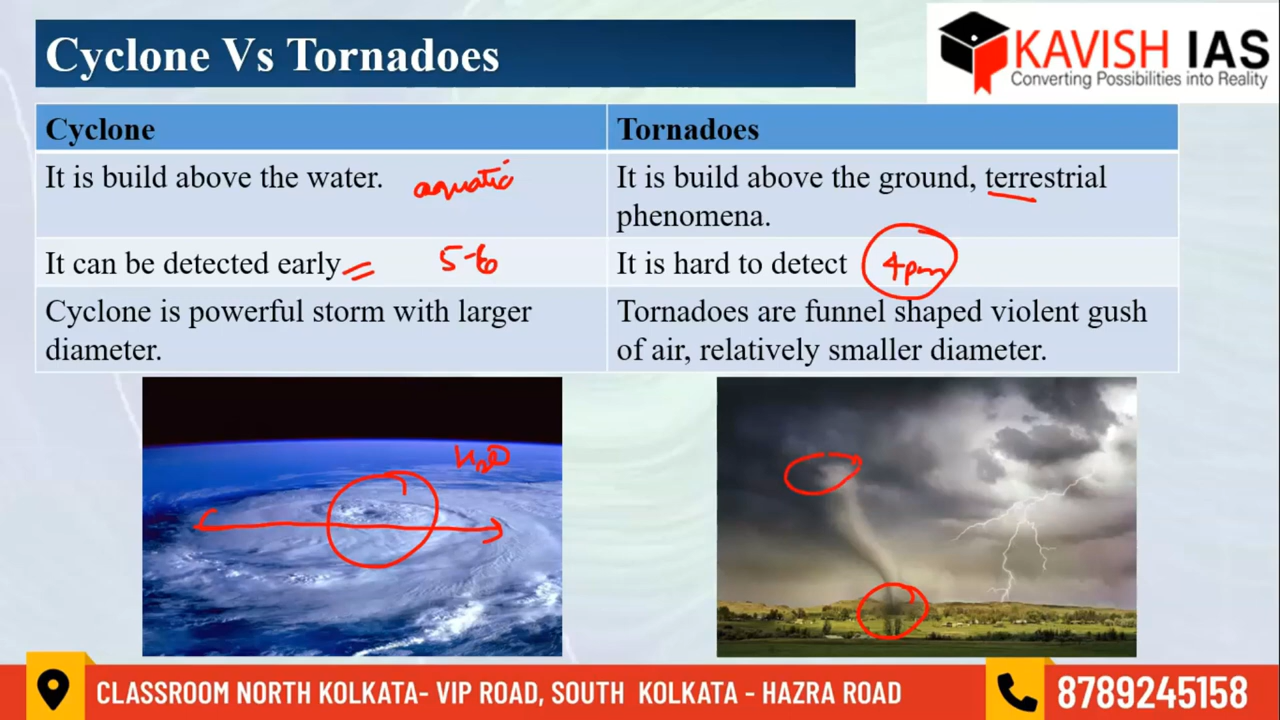 Cyclone Vs Tornadoes
KAVISH IAS
Converting Possibilities into Reality
Cyclone
Tornadoes
It is build above the water.
aquatic
It is build above the ground, terrestrial
phenomena.
It can be detected early
5-6
It is hard to detect
4pm
Cyclone is powerful storm with larger
diameter.
Tornadoes are funnel shaped violent gush
of air, relatively smaller diameter.
H2O
CLASSROOM NORTH KOLKATA- VIP ROAD, SOUTH KOLKATA - HAZRA ROAD
8789245158